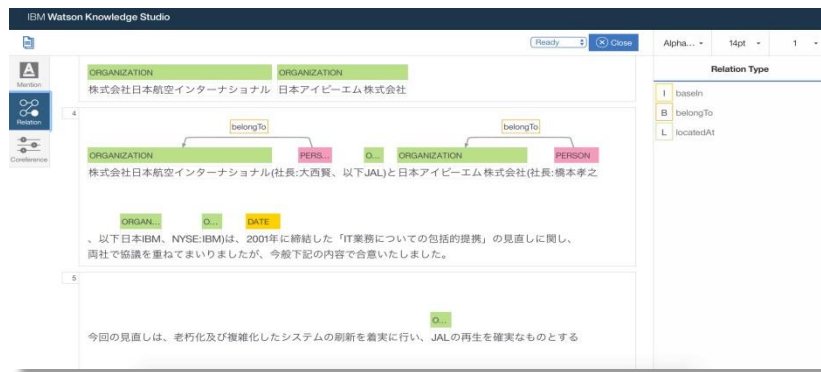 IBM Watson Knowledge Studio
Ready
Close
Alpha...
14pt
1
Mention
Relation
Coreference
Relation Type
I baseIn
B belongTo
L locatedAt
ORGANIZATION ORGANIZATION
株式会社日本航空インターナショナル 日本アイビーエム株式会社
4
belongTo belongTo
ORGANIZATION PERS... O... ORGANIZATION PERSON
株式会社日本航空インターナショナル(社長:大西賢、以下JAL)と日本アイビーエム株式会社(社長:橋本孝之
ORGAN... O... DATE
、以下日本IBM、NYSE:IBM)は、2001年に締結した「IT業務についての包括的提携」の見直しに関し、
両社で協議を重ねてまいりましたが、今般下記の内容で合意いたしました。
5
O...
今回の見直しは、老朽化及び複雑化したシステムの刷新を着実に行い、JALの再生を確実なものとする